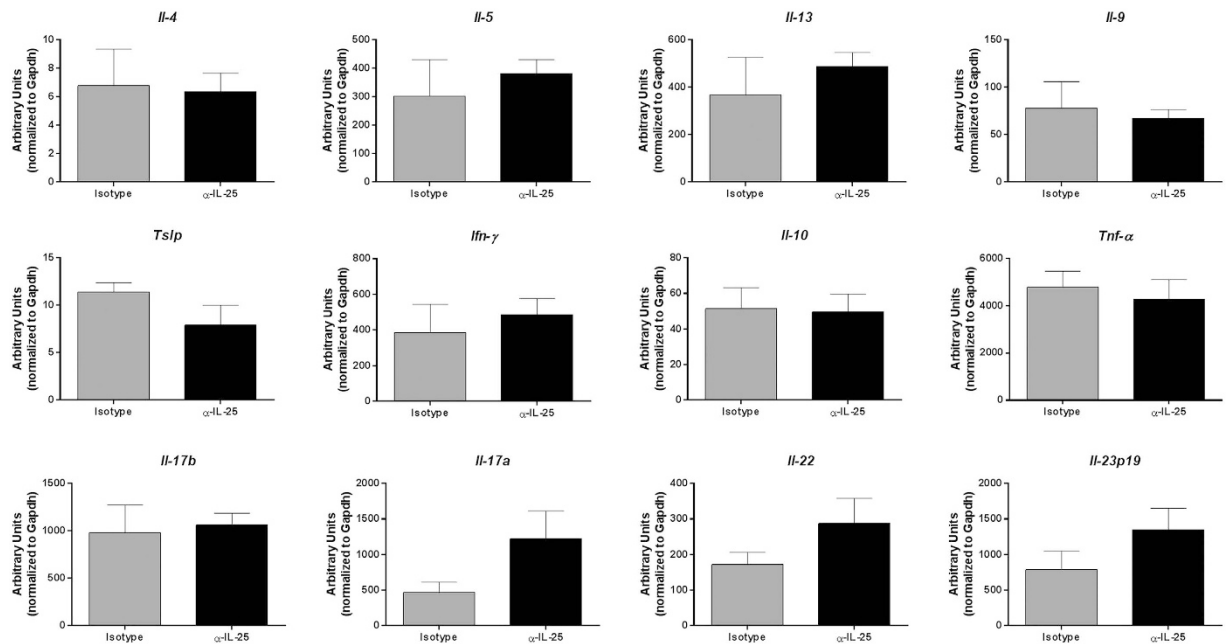 Il-4
Arbitrary Units
(normalized to Gapdh)
10
8
6
4
2
0
Isotype
α-IL-25
Il-5
Arbitrary Units
(normalized to Gapdh)
500
400
300
200
100
0
Isotype
α-IL-25
Il-13
Arbitrary Units
(normalized to Gapdh)
600
400
200
0
Isotype
α-IL-25
Il-9
Arbitrary Units
(normalized to Gapdh)
150
100
50
0
Isotype
α-IL-25
Tslp
Arbitrary Units
(normalized to Gapdh)
15
10
5
0
Isotype
α-IL-25
Ifn-γ
Arbitrary Units
(normalized to Gapdh)
800
600
400
200
0
Isotype
α-IL-25
Il-10
Arbitrary Units
(normalized to Gapdh)
60
40
20
0
Isotype
α-IL-25
Tnf-α
Arbitrary Units
(normalized to Gapdh)
6000
4000
2000
0
Isotype
α-IL-25
Il-17b
Arbitrary Units
(normalized to Gapdh)
1500
1000
500
0
Isotype
α-IL-25
Il-17a
Arbitrary Units
(normalized to Gapdh)
2000
1500
1000
500
0
Isotype
α-IL-25
Il-22
Arbitrary Units
(normalized to Gapdh)
400
300
200
100
0
Isotype
α-IL-25
Il-23p19
Arbitrary Units
(normalized to Gapdh)
2000
1500
1000
500
0
Isotype
α-IL-25